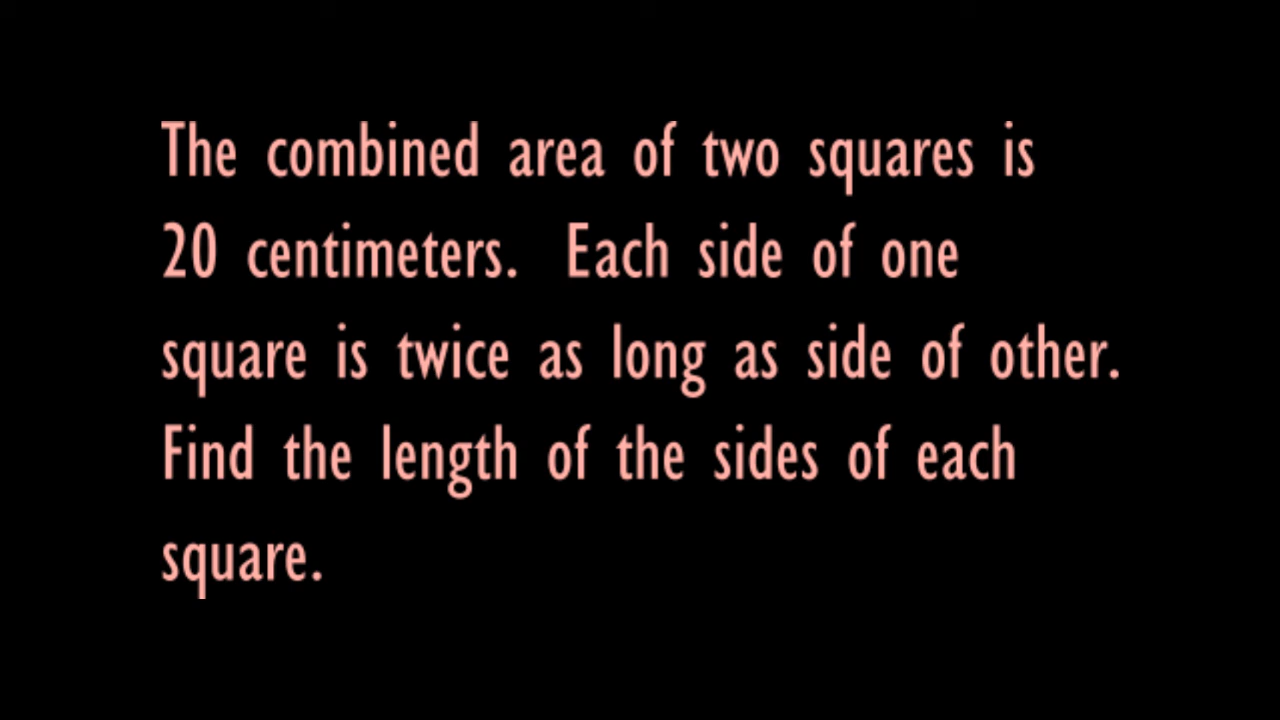 The combined area of two squares is
20 centimeters. Each side of one
square is twice as long as side of other.
Find the length of the sides of each
square.